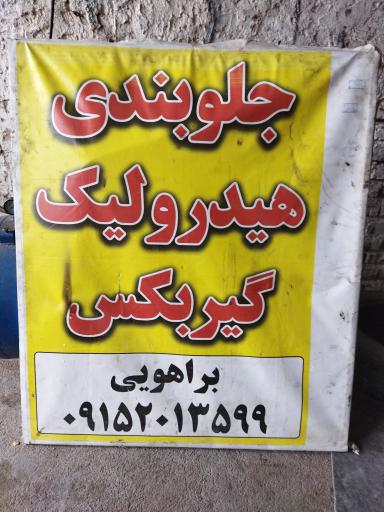 جلوبندی
هیدرولیک
گیربکس
براهویی
۰۹۱۵۲۰۱۳۵۹۹